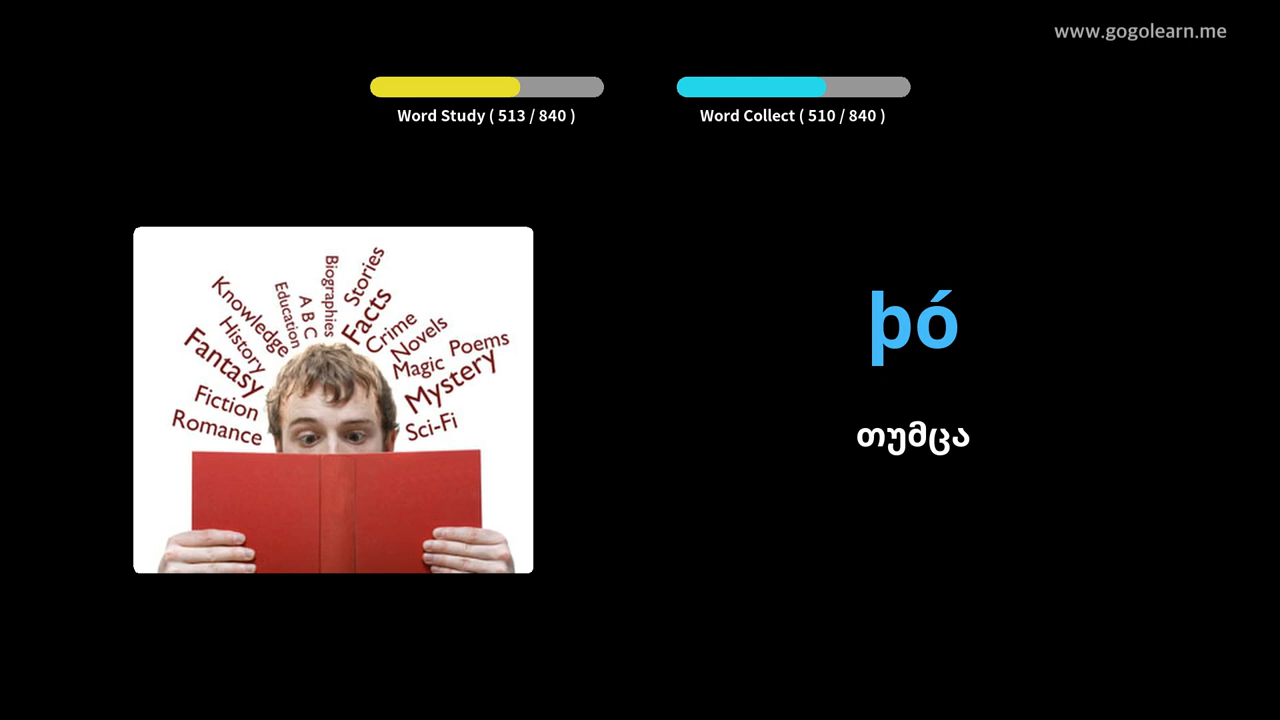 www.gogolearn.me
Word Study ( 513 / 840 )
Word Collect ( 510 / 840 )
Biographies
Stories
Education
A B C
Facts
Knowledge
History
Crime
Novels
Fantasy
Magic
Poems
Mystery
Fiction
Romance
Sci-Fi
þó
თუმცა